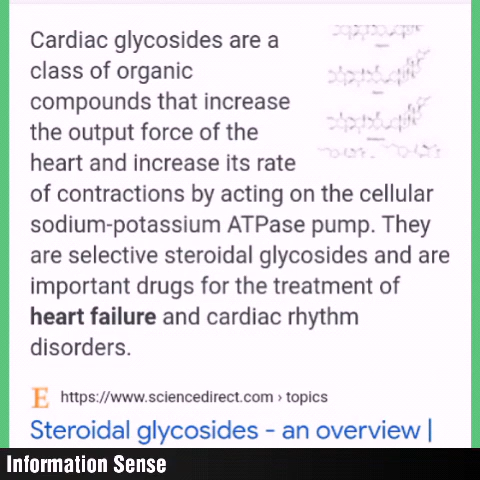 Cardiac glycosides are a
class of organic
compounds that increase
the output force of the
heart and increase its rate
of contractions by acting on the cellular
sodium-potassium ATPase pump. They
are selective steroidal glycosides and are
important drugs for the treatment of
heart failure and cardiac rhythm
disorders.
E https://www.sciencedirect.com › topics
Steroidal glycosides - an overview |
Information Sense